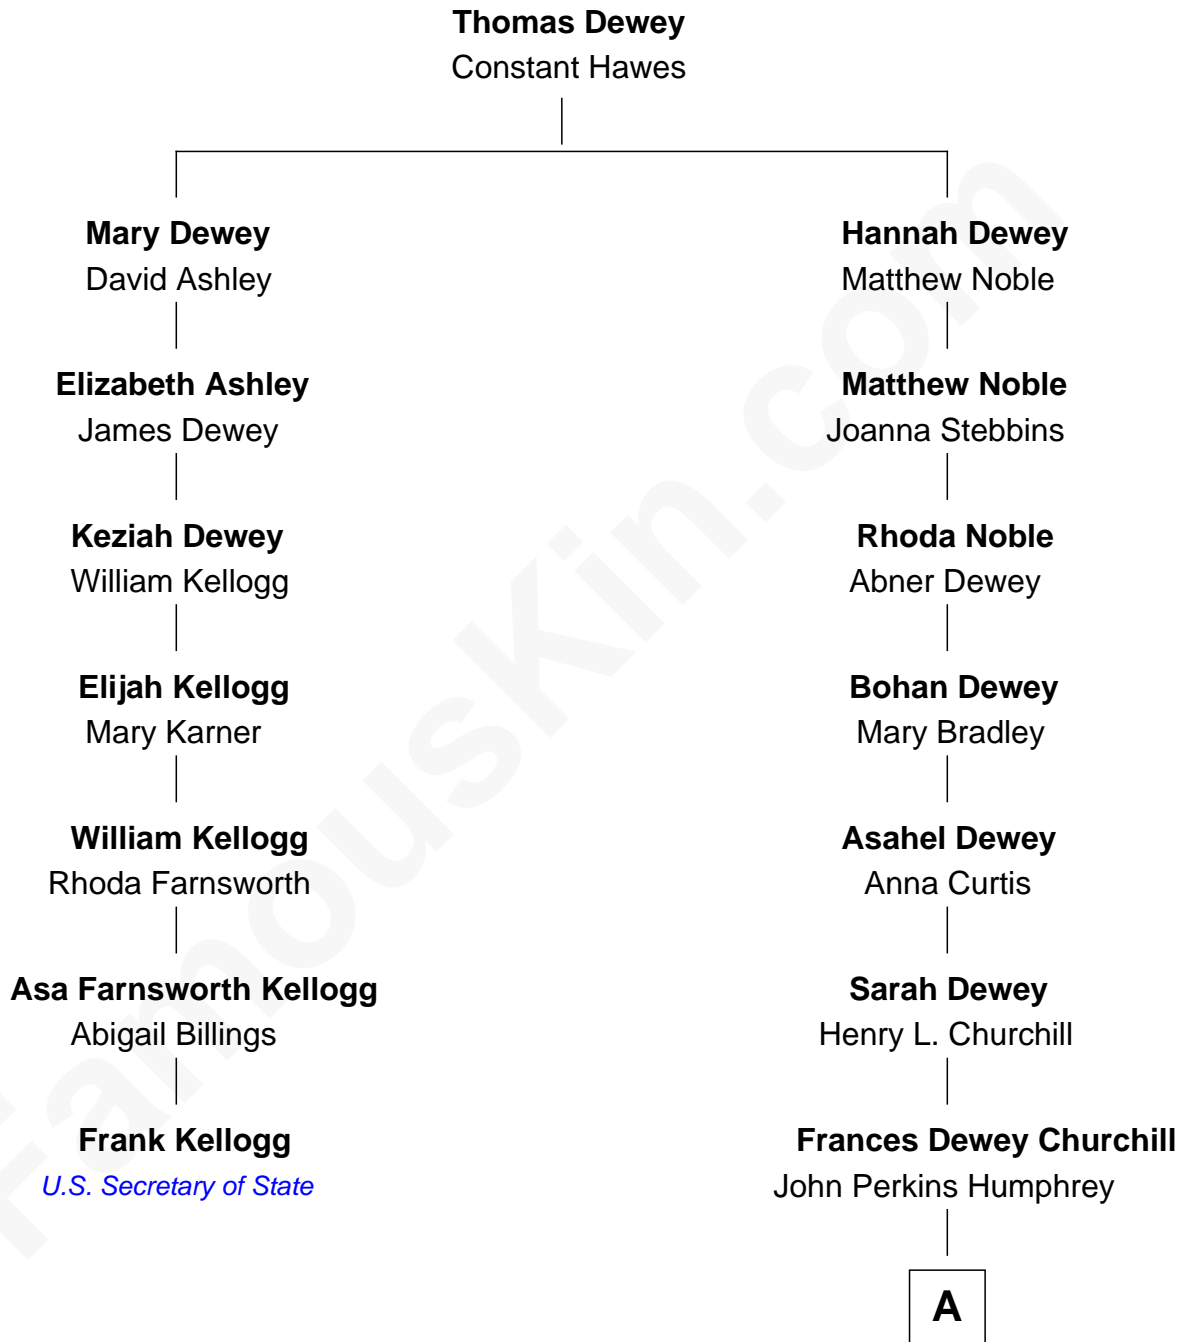 Thomas Dewey
Constant Hawes
Mary Dewey
David Ashley
Hannah Dewey
Matthew Noble
Elizabeth Ashley
James Dewey
Matthew Noble
Joanna Stebbins
Keziah Dewey
William Kellogg
Rhoda Noble
Abner Dewey
Elijah Kellogg
Mary Karner
Bohan Dewey
Mary Bradley
William Kellogg
Rhoda Farnsworth
Asahel Dewey
Anna Curtis
Asa Farnsworth Kellogg
Abigail Billings
Sarah Dewey
Henry L. Churchill
Frank Kellogg
U.S. Secretary of State
Frances Dewey Churchill
John Perkins Humphrey
A
FamousKin.com